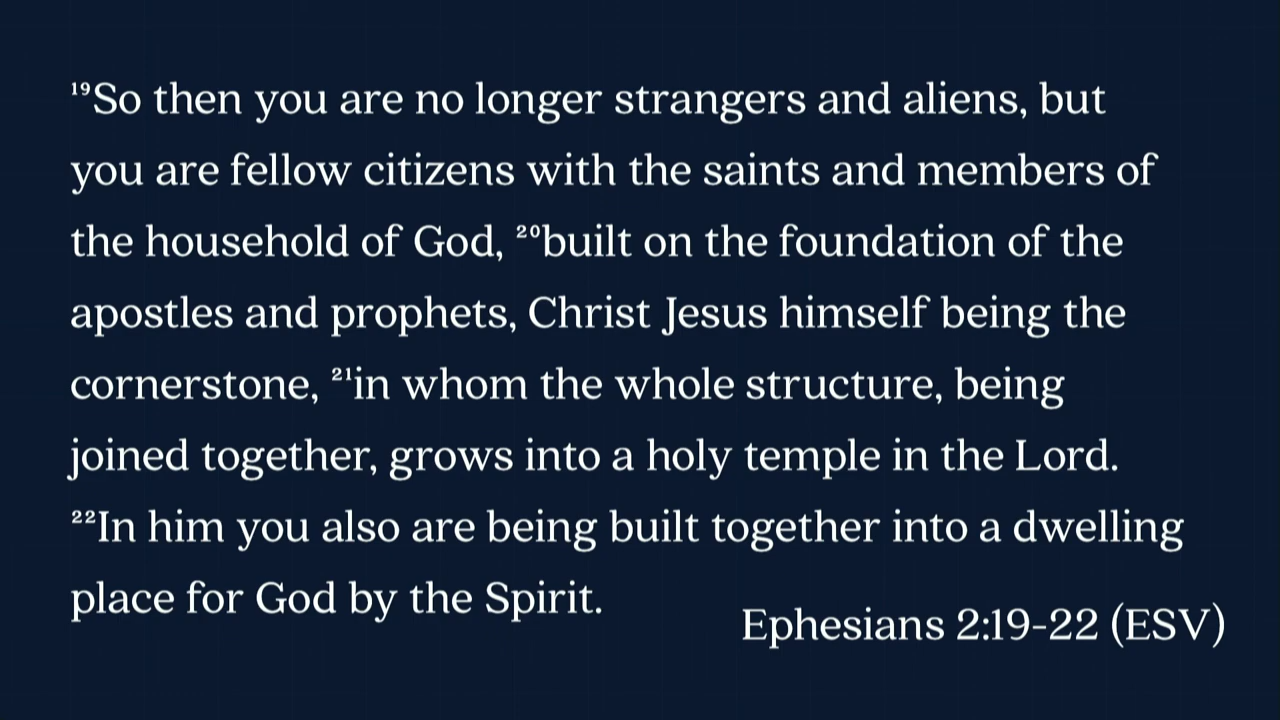 ¹⁹So then you are no longer strangers and aliens, but
you are fellow citizens with the saints and members of
the household of God, ²⁰built on the foundation of the
apostles and prophets, Christ Jesus himself being the
cornerstone, ²¹in whom the whole structure, being
joined together, grows into a holy temple in the Lord.
²²In him you also are being built together into a dwelling
place for God by the Spirit.
Ephesians 2:19-22 (ESV)